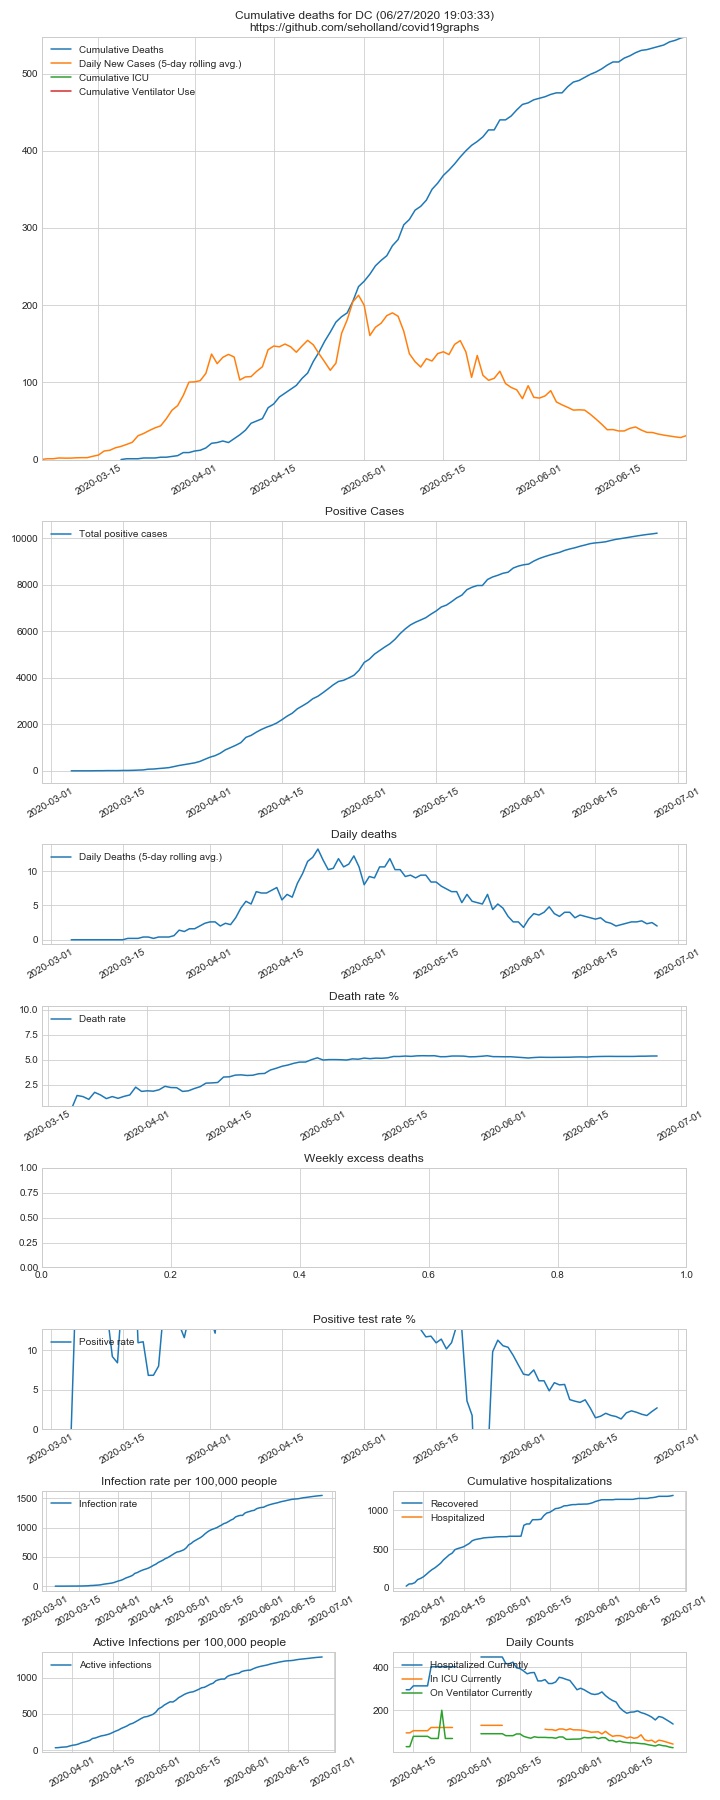 Cumulative deaths for DC (06/27/2020 19:03:33)
https://github.com/seholland/covid19graphs
Cumulative Deaths
Daily New Cases (5-day rolling avg.)
Cumulative ICU
Cumulative Ventilator Use
500
400
300
200
100
0
2020-03-15 2020-04-01 2020-04-15 2020-05-01 2020-05-15 2020-06-01 2020-06-15
Positive Cases
Total positive cases
10000
8000
6000
4000
2000
0
2020-03-01 2020-03-15 2020-04-01 2020-04-15 2020-05-01 2020-05-15 2020-06-01 2020-06-15 2020-07-01
Daily deaths
Daily Deaths (5-day rolling avg.)
10
5
0
2020-03-01 2020-03-15 2020-04-01 2020-04-15 2020-05-01 2020-05-15 2020-06-01 2020-06-15 2020-07-01
Death rate %
Death rate
10.0
7.5
5.0
2.5
2020-03-15 2020-04-01 2020-04-15 2020-05-01 2020-05-15 2020-06-01 2020-06-15 2020-07-01
Weekly excess deaths
1.00
0.75
0.50
0.25
0.00
0.0 0.2 0.4 0.6 0.8 1.0
Positive test rate %
Positive rate
10
5
0
2020-03-01 2020-03-15 2020-04-01 2020-04-15 2020-05-01 2020-05-15 2020-06-01 2020-06-15 2020-07-01
Infection rate per 100,000 people
Infection rate
1500
1000
500
0
2020-03-01 2020-03-15 2020-04-01 2020-04-15 2020-05-01 2020-05-15 2020-06-01 2020-06-15 2020-07-01
Cumulative hospitalizations
Recovered
Hospitalized
1000
500
0
2020-04-01 2020-04-15 2020-05-01 2020-05-15 2020-06-01 2020-06-15 2020-07-01
Active Infections per 100,000 people
Active infections
1000
500
0
2020-04-01 2020-04-15 2020-05-01 2020-05-15 2020-06-01 2020-06-15 2020-07-01
Daily Counts
Hospitalized Currently
In ICU Currently
On Ventilator Currently
400
200
2020-04-15 2020-05-01 2020-05-15 2020-06-01 2020-06-15